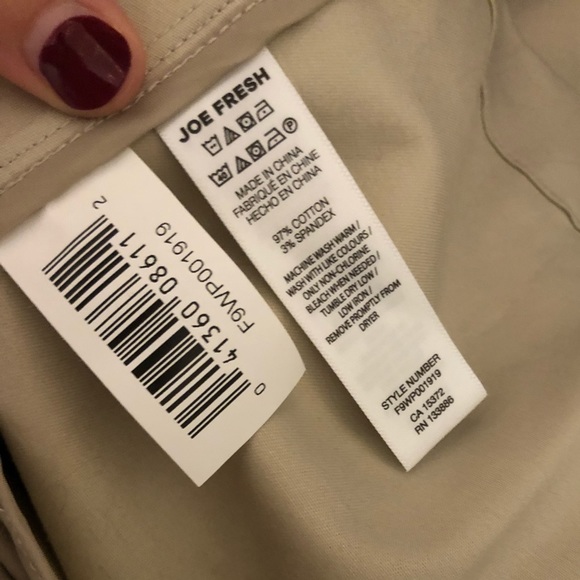 JOE FRESH
40
P
MADE IN CHINA
FABRIQUÉ EN CHINE
HECHO EN CHINA
97% COTTON
3% SPANDEX
MACHINE WASH WARM /
WASH WITH LIKE COLOURS /
ONLY NON-CHLORINE
BLEACH WHEN NEEDED /
TUMBLE DRY LOW /
LOW IRON /
REMOVE PROMPTLY FROM
DRYER
STYLE NUMBER
F9WP001919
CA 15372
RN 133886
F9WP001919
0 41360 08611 2